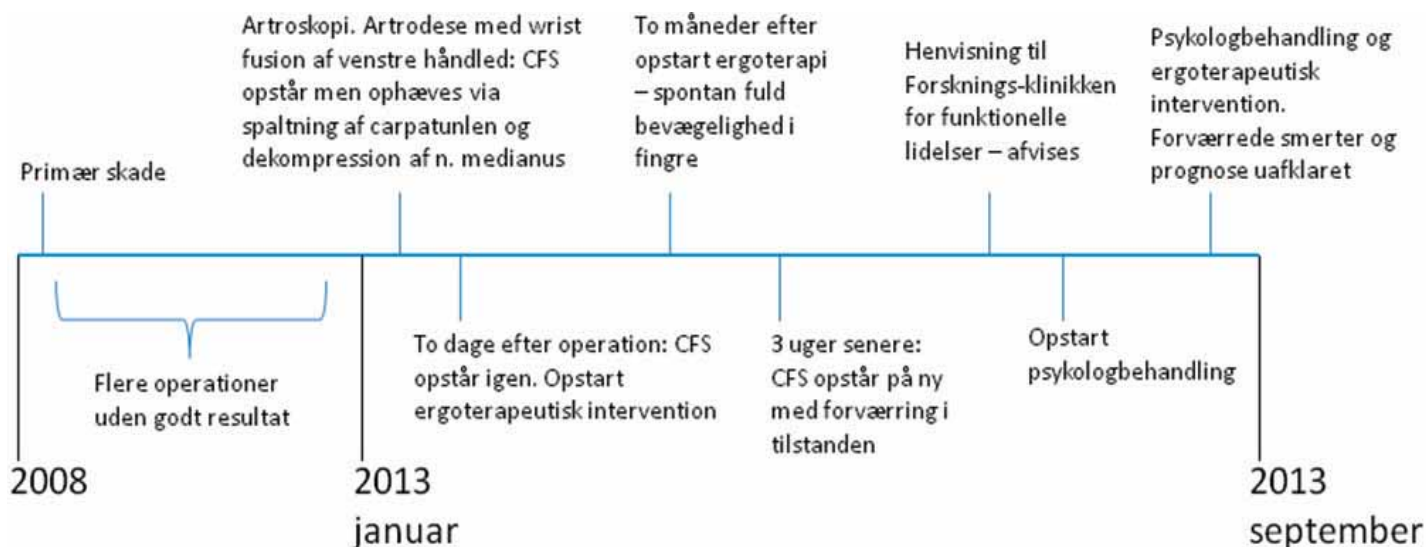 Primær skade
Artroskopi. Artrodese med wrist
fusion af venstre håndled: CFS
opstår men ophæves via
spaltning af carpatunlen og
dekompression af n. medianus
To måneder efter
opstart ergoterapi
– spontan fuld
bevægelighed i
fingre
Henvisning til
Forsknings-klinikken
for funktionelle
lidelser – afvises
Psykologbehandling og
ergoterapeutisk
intervention.
Forværrede smerter og
prognose uafklaret
Flere operationer
uden godt resultat
To dage efter operation: CFS
opstår igen. Opstart
ergoterapeutisk intervention
3 uger senere:
CFS opstår på ny
med forværring i
tilstanden
Opstart
psykologbehandling
2008
2013
januar
2013
september